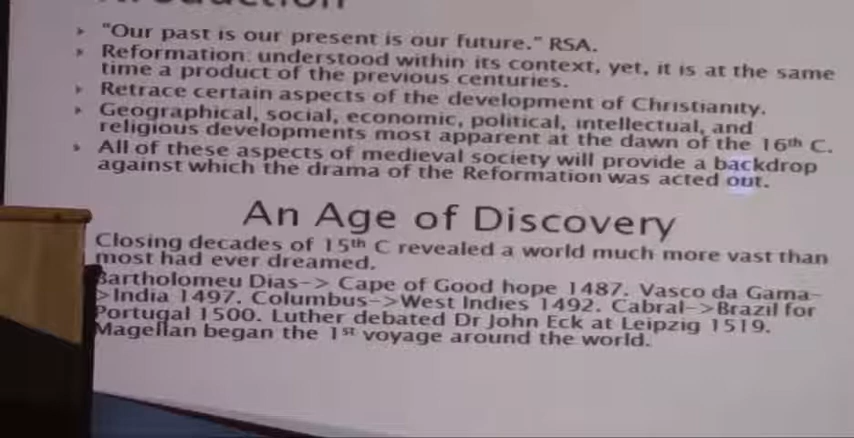 "Our past is our present is our future." RSA.
Reformation: understood within its context, yet, it is at the same
time a product of the previous centuries.
Retrace certain aspects of the development of Christianity.
Geographical, social, economic, political, intellectual, and
religious developments most apparent at the dawn of the 16th C.
All of these aspects of medieval society will provide a backdrop
against which the drama of the Reformation was acted out.
An Age of Discovery
Closing decades of 15th C revealed a world much more vast than
most had ever dreamed.
Bartholomeu Dias-> Cape of Good hope 1487. Vasco da Gama-
>India 1497. Columbus->West Indies 1492. Cabral->Brazil for
Portugal 1500. Luther debated Dr John Eck at Leipzig 1519.
Magellan began the 1st voyage around the world.